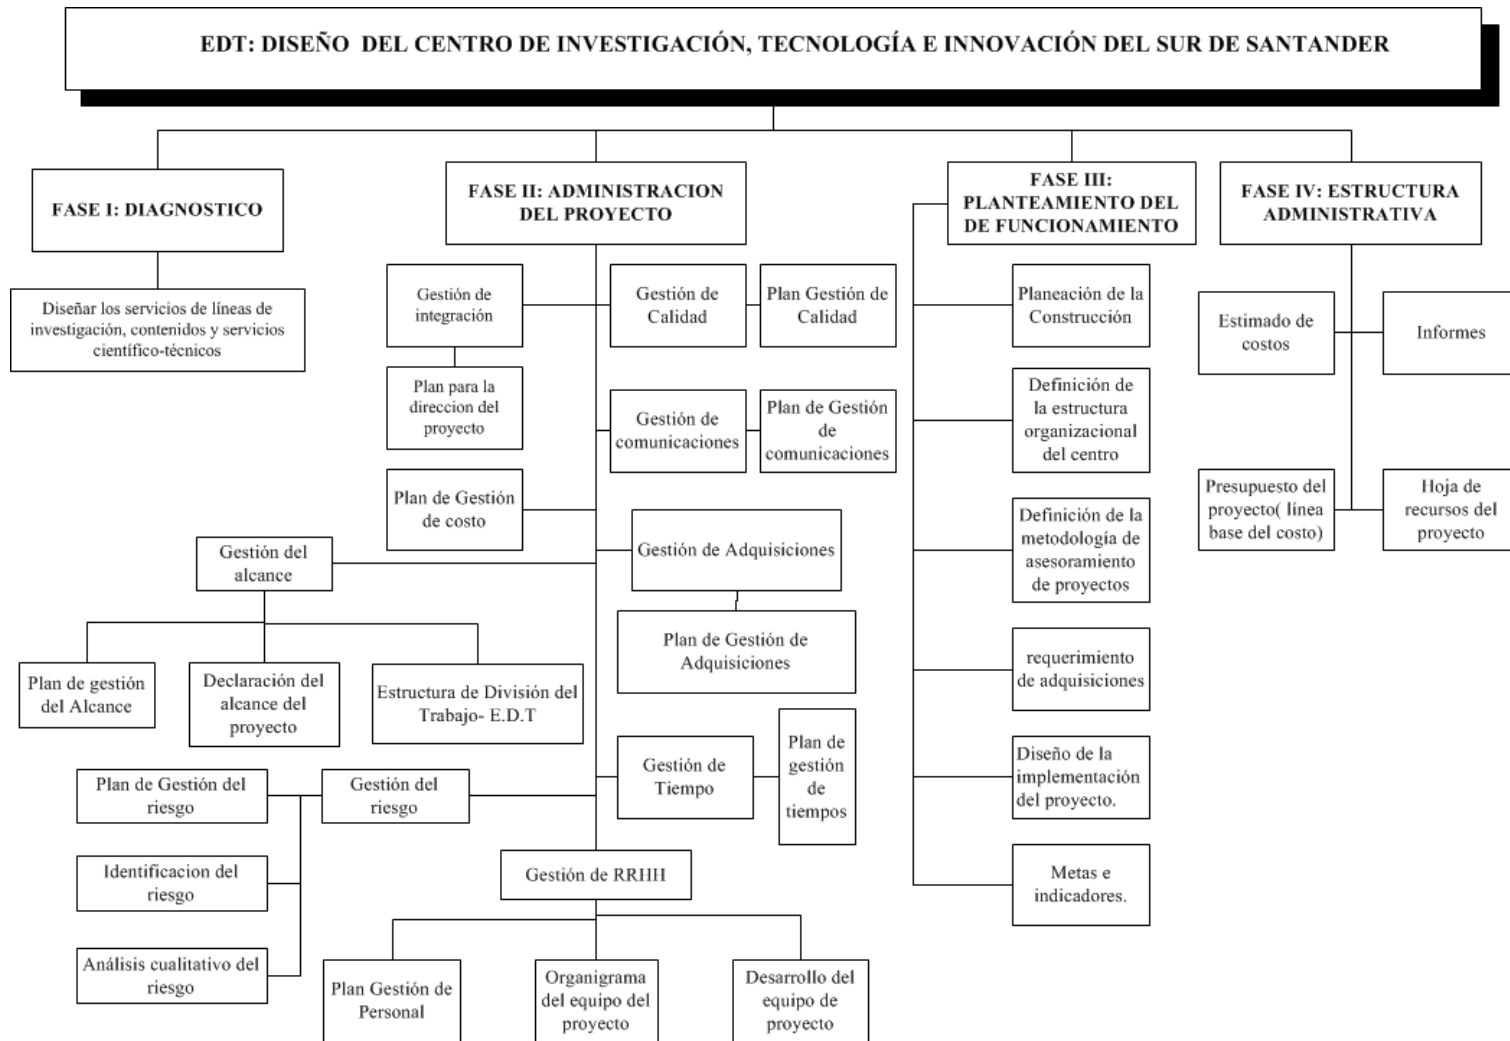 EDT: DISEÑO DEL CENTRO DE INVESTIGACIÓN, TECNOLOGÍA E INNOVACIÓN DEL SUR DE SANTANDER
FASE I: DIAGNOSTICO
Diseñar los servicios de líneas de
investigación, contenidos y servicios
científico-técnicos
FASE II: ADMINISTRACION
DEL PROYECTO
Gestión de
integración
Plan para la
direccion del
proyecto
Gestión de
Calidad
Plan Gestión de
Calidad
Gestión de
comunicaciones
Plan de Gestión
de
comunicaciones
Plan de Gestión
de costo
Gestión de Adquisiciones
Plan de Gestión de
Adquisiciones
Gestión del
alcance
Plan de gestión
del Alcance
Declaración del
alcance del
proyecto
Estructura de División del
Trabajo- E.D.T
Gestión de
Tiempo
Plan de
gestión
de
tiempos
Gestión del
riesgo
Plan de Gestión del
riesgo
Identificacion del
riesgo
Análisis cualitativo del
riesgo
Gestión de RRHH
Plan Gestión de
Personal
Organigrama
del equipo del
proyecto
Desarrollo del
equipo de
proyecto
FASE III:
PLANTEAMIENTO DEL
DE FUNCIONAMIENTO
Planeación de la
Construcción
Definición de
la estructura
organizacional
del centro
Definición de la
metodología de
asesoramiento
de proyectos
requerimiento
de adquisiciones
Diseño de la
implementación
del proyecto.
Metas e
indicadores.
FASE IV: ESTRUCTURA
ADMINISTRATIVA
Estimado de
costos
Informes
Presupuesto del
proyecto( línea
base del costo)
Hoja de
recursos del
proyecto